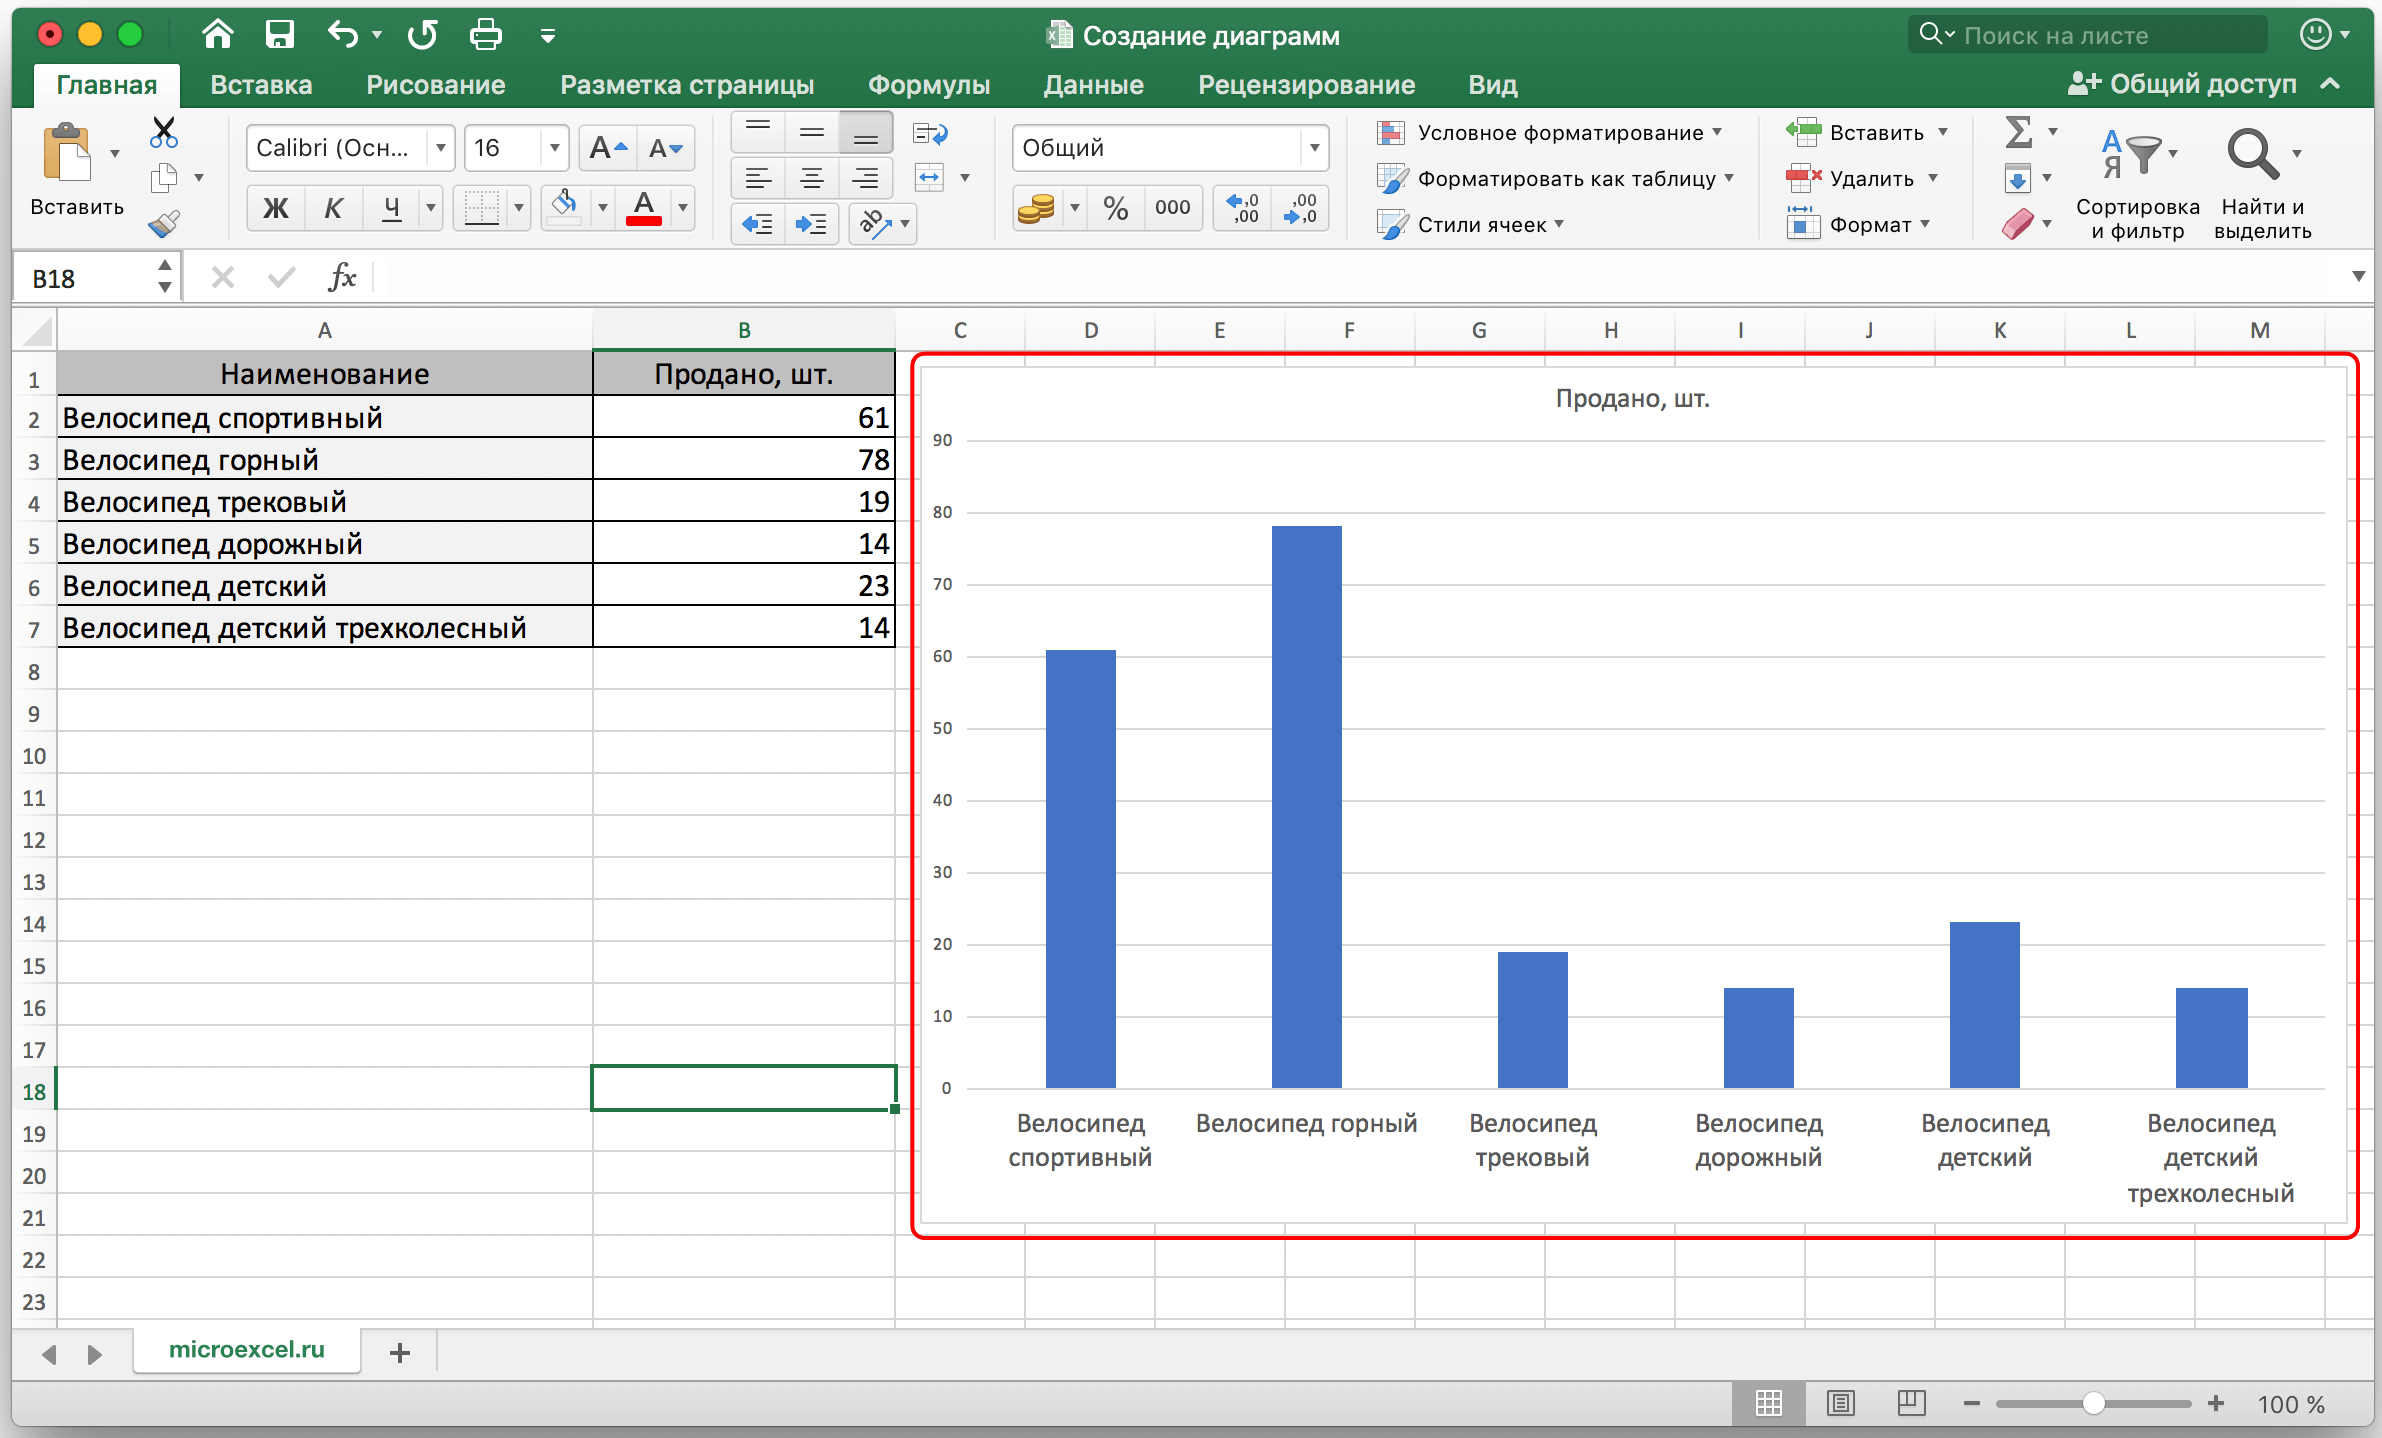 Создание диаграмм
Поиск на листе
Главная Вставка Рисование Разметка страницы Формулы Данные Рецензирование Вид Общий доступ
Вставить
Calibri (Осн... 16 A A
Ж К Ч A
ab
Общий
% 000 ,0 ,00 ,00 ,0
Условное форматирование
Форматировать как таблицу
Стили ячеек
Вставить
Удалить
Формат
Σ
А Я
Сортировка
и фильтр
Найти и
выделить
B18 fx
A B C D E F G H I J K L M
1 Наименование Продано, шт.
2 Велосипед спортивный 61
3 Велосипед горный 78
4 Велосипед трековый 19
5 Велосипед дорожный 14
6 Велосипед детский 23
7 Велосипед детский трехколесный 14
8
9
10
11
12
13
14
15
16
17
18
19
20
21
22
23
Продано, шт.
90
80
70
60
50
40
30
20
10
0
Велосипед спортивный
Велосипед горный
Велосипед трековый
Велосипед дорожный
Велосипед детский
Велосипед детский трехколесный
microexcel.ru +
100 %